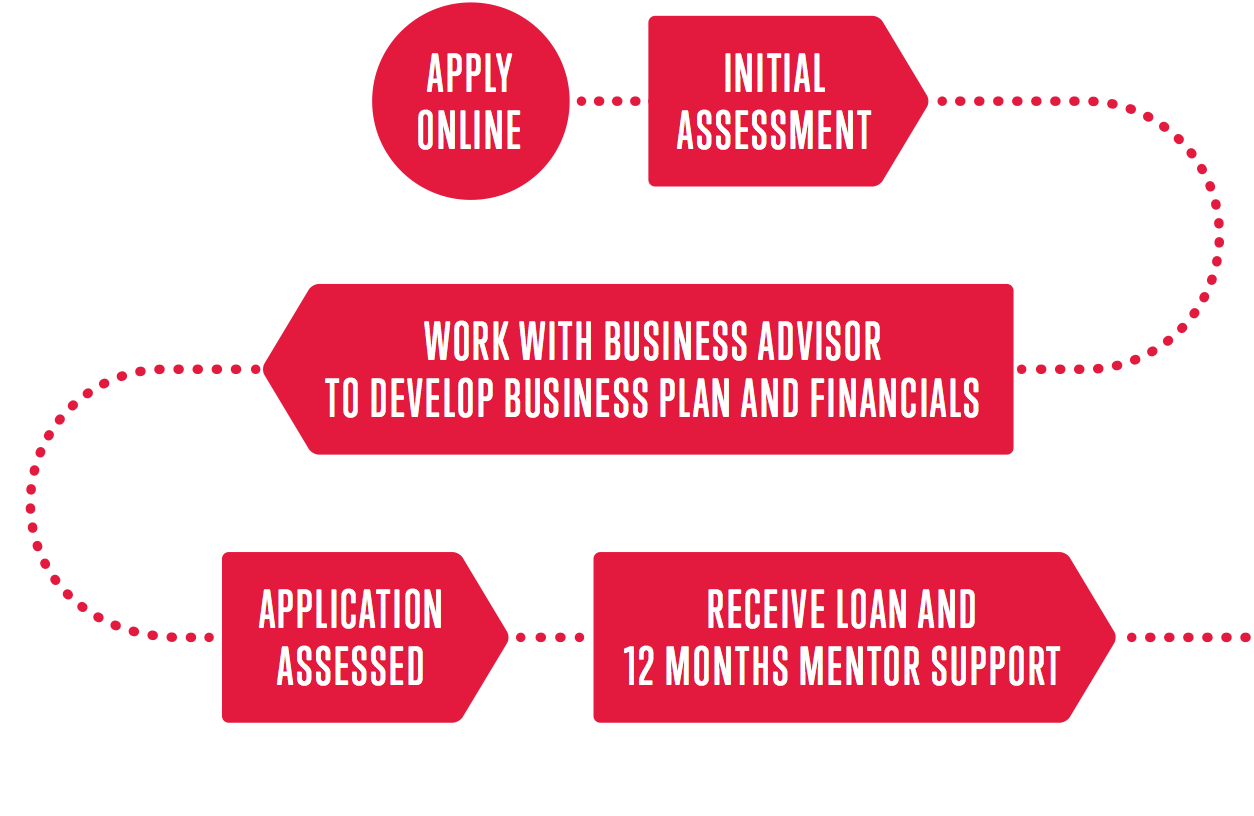 APPLY
ONLINE
INITIAL
ASSESSMENT
WORK WITH BUSINESS ADVISOR
TO DEVELOP BUSINESS PLAN AND FINANCIALS
APPLICATION
ASSESSED
RECEIVE LOAN AND
12 MONTHS MENTOR SUPPORT